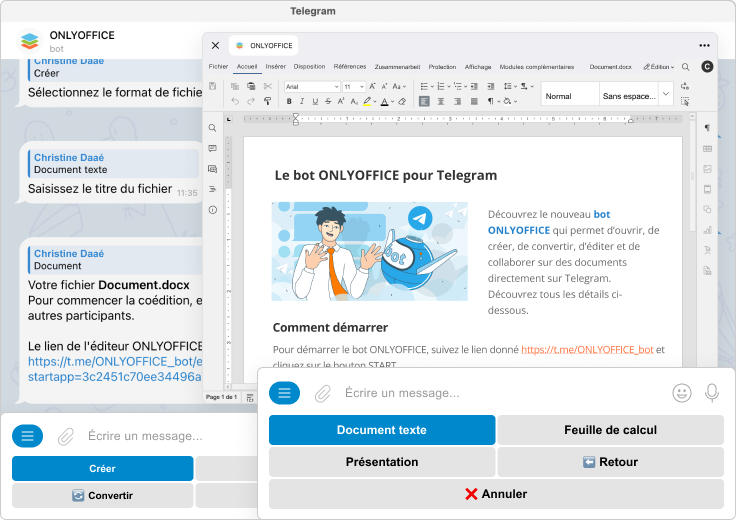 Telegram
ONLYOFFICE
bot
Christine Daaé
Créer
Sélectionnez le format de fichie
Christine Daaé
Document texte
Saisissez le titre du fichier 11:35
Christine Daaé
Document
Votre fichier Document.docx
Pour commencer la coédition, e
autres participants.
Le lien de l'éditeur ONLYOFFICE
https://t.me/ONLYOFFICE_bot/e
startapp=3c2451c70ee34496a
Écrire un message...
Créer
Convertir
ONLYOFFICE
Fichier Accueil Insérer Disposition Références Zusammenarbeit Protection Affichage Modules complémentaires Document.docx Édition C
Arial 11 Normal Sans espace...
Le bot ONLYOFFICE pour Telegram
bot
Découvrez le nouveau bot
ONLYOFFICE qui permet d'ouvrir, de
créer, de convertir, d'éditer et de
collaborer sur des documents
directement sur Telegram.
Découvrez tous les détails ci-
dessous.
Comment démarrer
Pour démarrer le bot ONLYOFFICE, suivez le lien donné https://t.me/ONLYOFFICE_bot et
cliquez sur le bouton START.
Page 1 de 1
Écrire un message...
Document texte
Feuille de calcul
Présentation
Retour
Annuler